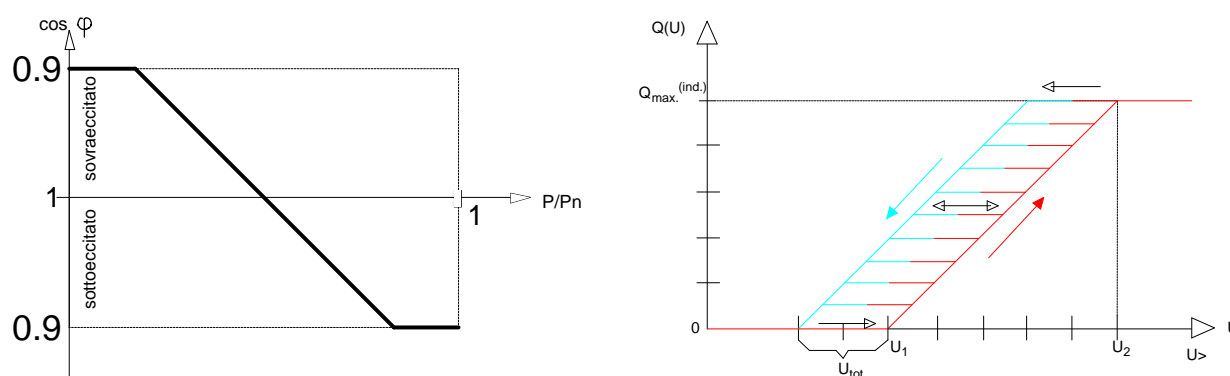 cos φ
0.9
sovraeccitato
1
P/Pn
1
sottoeccitato
0.9
Q(U)
Qmax.(ind.)
0
U1
U2
U
U>
Utot